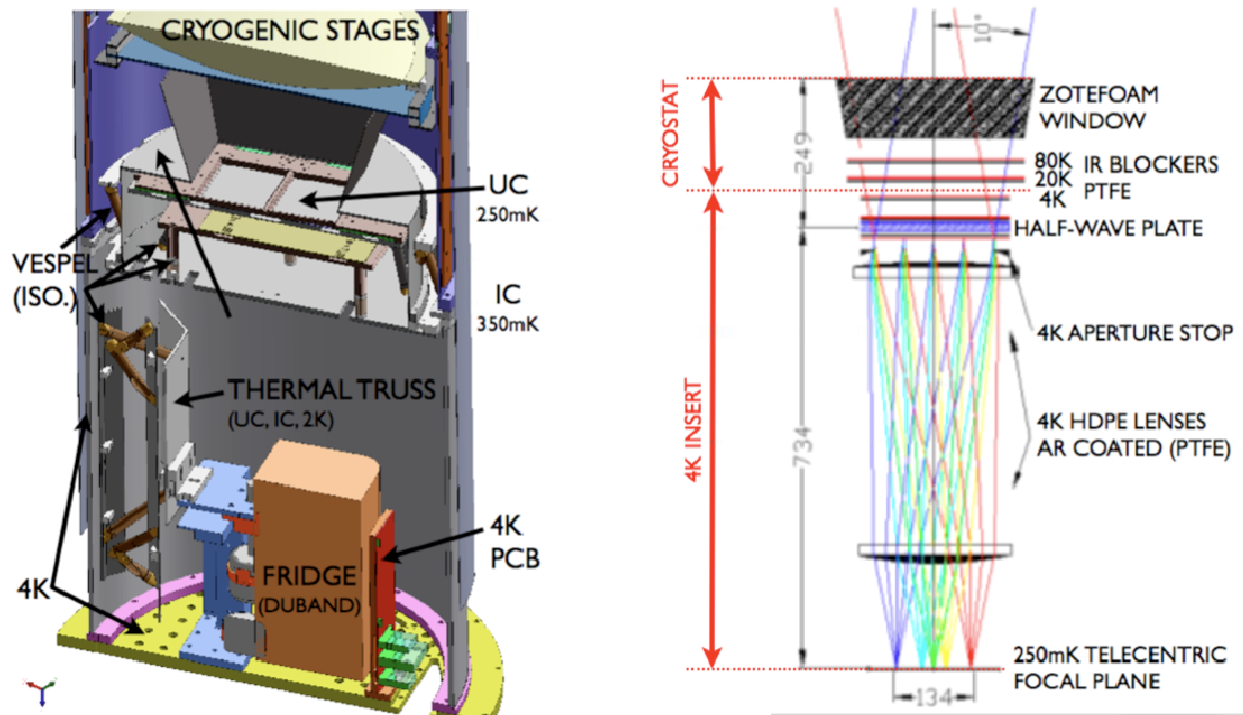 CRYOGENIC STAGES
UC
250mK
VESPEL
(ISO.)
IC
350mK
THERMAL TRUSS
(UC, IC, 2K)
4K
PCB
FRIDGE
(DUBAND)
4K
10°
CRYOSTAT
249
ZOTEFOAM
WINDOW
80K
20K
4K
IR BLOCKERS
PTFE
HALF-WAVE PLATE
4K APERTURE STOP
4K INSERT
734
4K HDPE LENSES
AR COATED (PTFE)
250mK TELECENTRIC
FOCAL PLANE
134